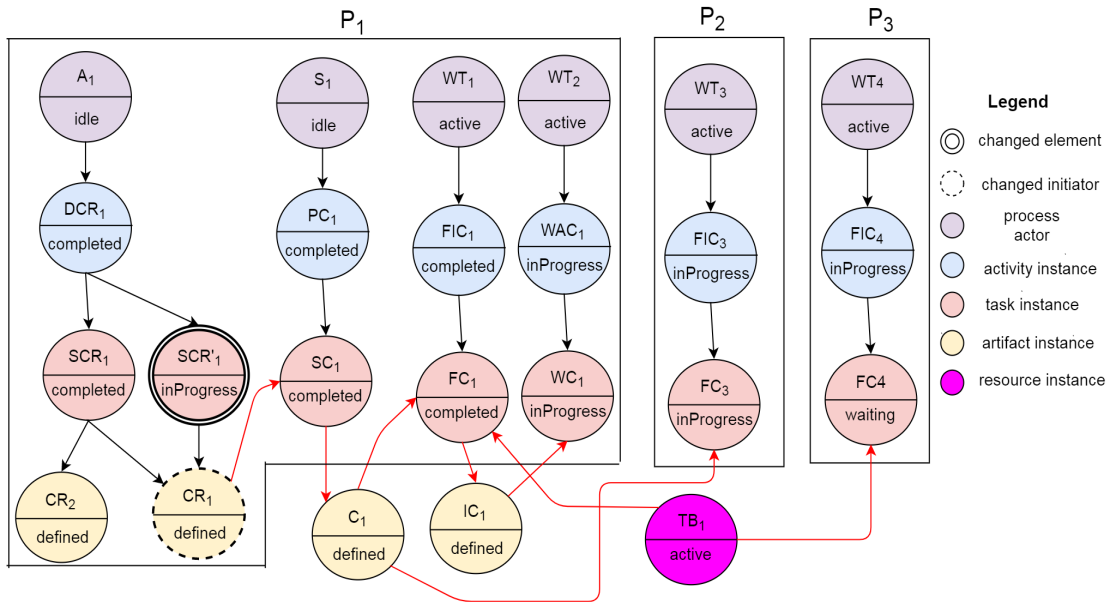 P₁
P₂
P₃
A₁
idle
S₁
idle
WT₁
active
WT₂
active
WT₃
active
WT4
active
DCR₁
completed
PC₁
completed
FIC₁
completed
WAC₁
inProgress
FIC₃
inProgress
FIC₄
inProgress
SCR₁
completed
SCR'₁
inProgress
SC₁
completed
FC₁
completed
WC₁
inProgress
FC₃
inProgress
FC4
waiting
CR₂
defined
CR₁
defined
C₁
defined
IC₁
defined
TB₁
active
Legend
changed element
changed initiator
process
actor
activity instance
task instance
artifact instance
resource instance